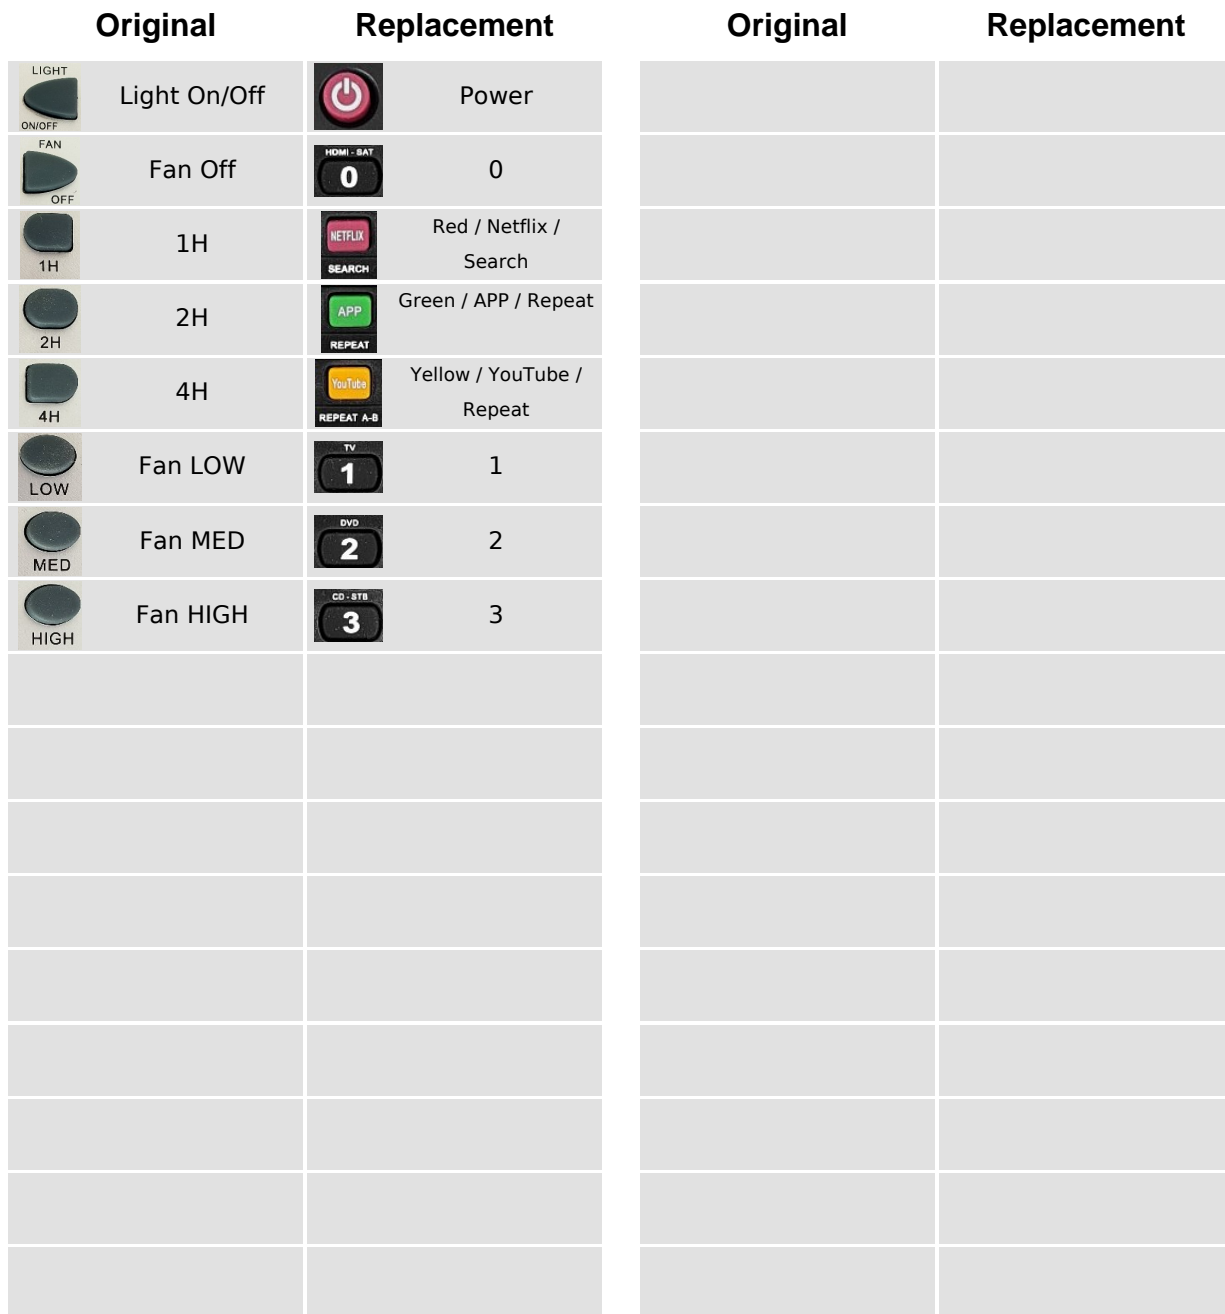 Original Replacement Original Replacement
LIGHT
ON/OFF
Light On/Off
Power
FAN
OFF
Fan Off
HDMI - SAT
0
0
1H
1H
NETFLIX
SEARCH
Red / Netflix /
Search
2H
2H
APP
REPEAT
Green / APP / Repeat
4H
4H
YouTube
REPEAT A-B
Yellow / YouTube /
Repeat
LOW
Fan LOW
TV
1
1
MED
Fan MED
DVD
2
2
HIGH
Fan HIGH
CD - STB
3
3